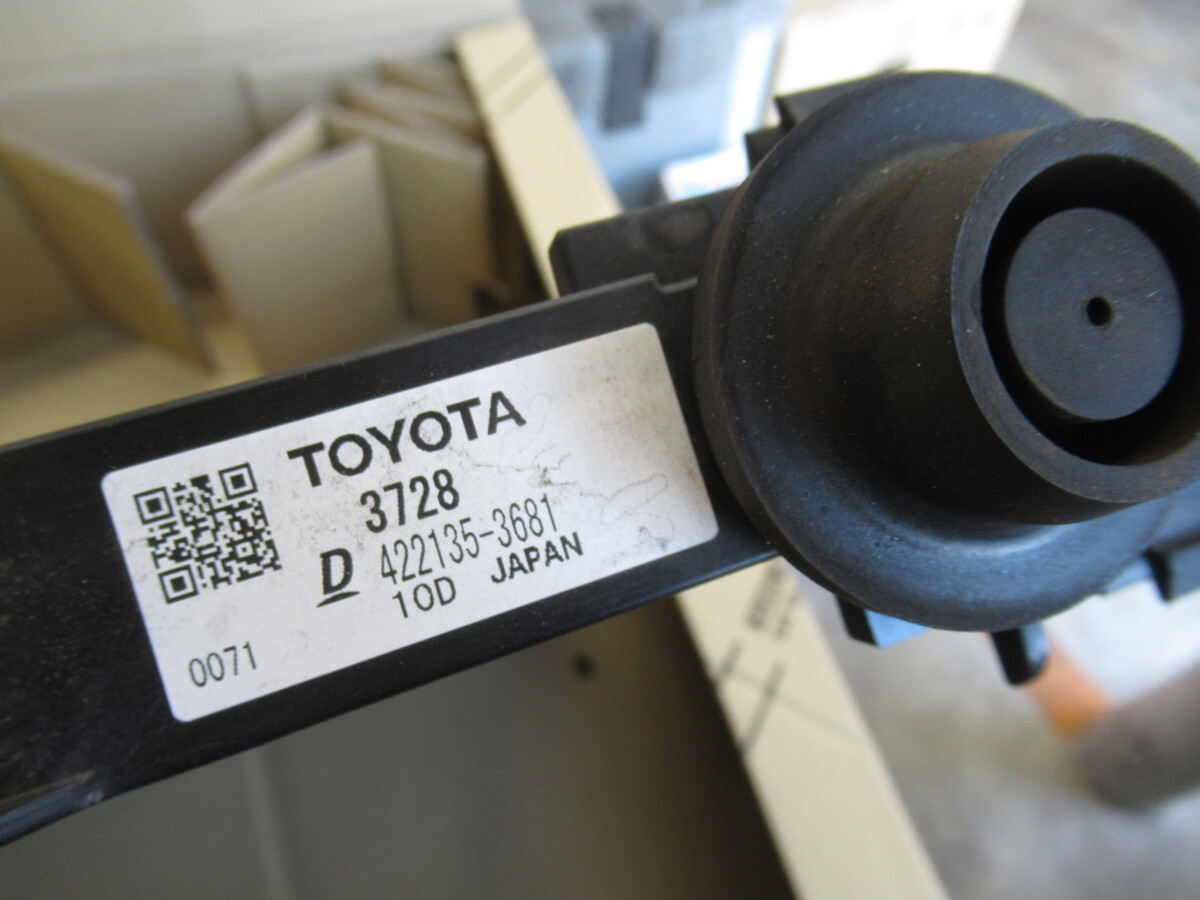 TOYOTA
3728
D 422135-3681
10D JAPAN
0071